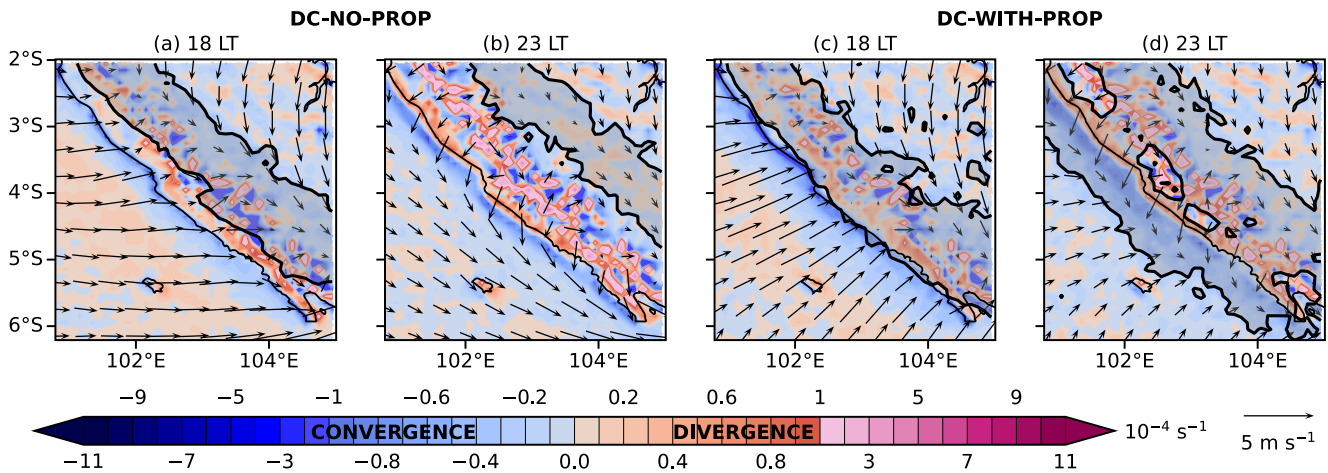 DC-NO-PROP DC-WITH-PROP
(a) 18 LT (b) 23 LT (c) 18 LT (d) 23 LT
2°S
3°S
4°S
5°S
6°S
102°E 104°E 102°E 104°E 102°E 104°E 102°E 104°E
−9 −5 −1 −0.6 −0.2 0.2 0.6 1 5 9
CONVERGENCE DIVERGENCE 10⁻⁴ s⁻¹
−11 −7 −3 −0.8 −0.4 0.0 0.4 0.8 3 7 11
5 m s⁻¹